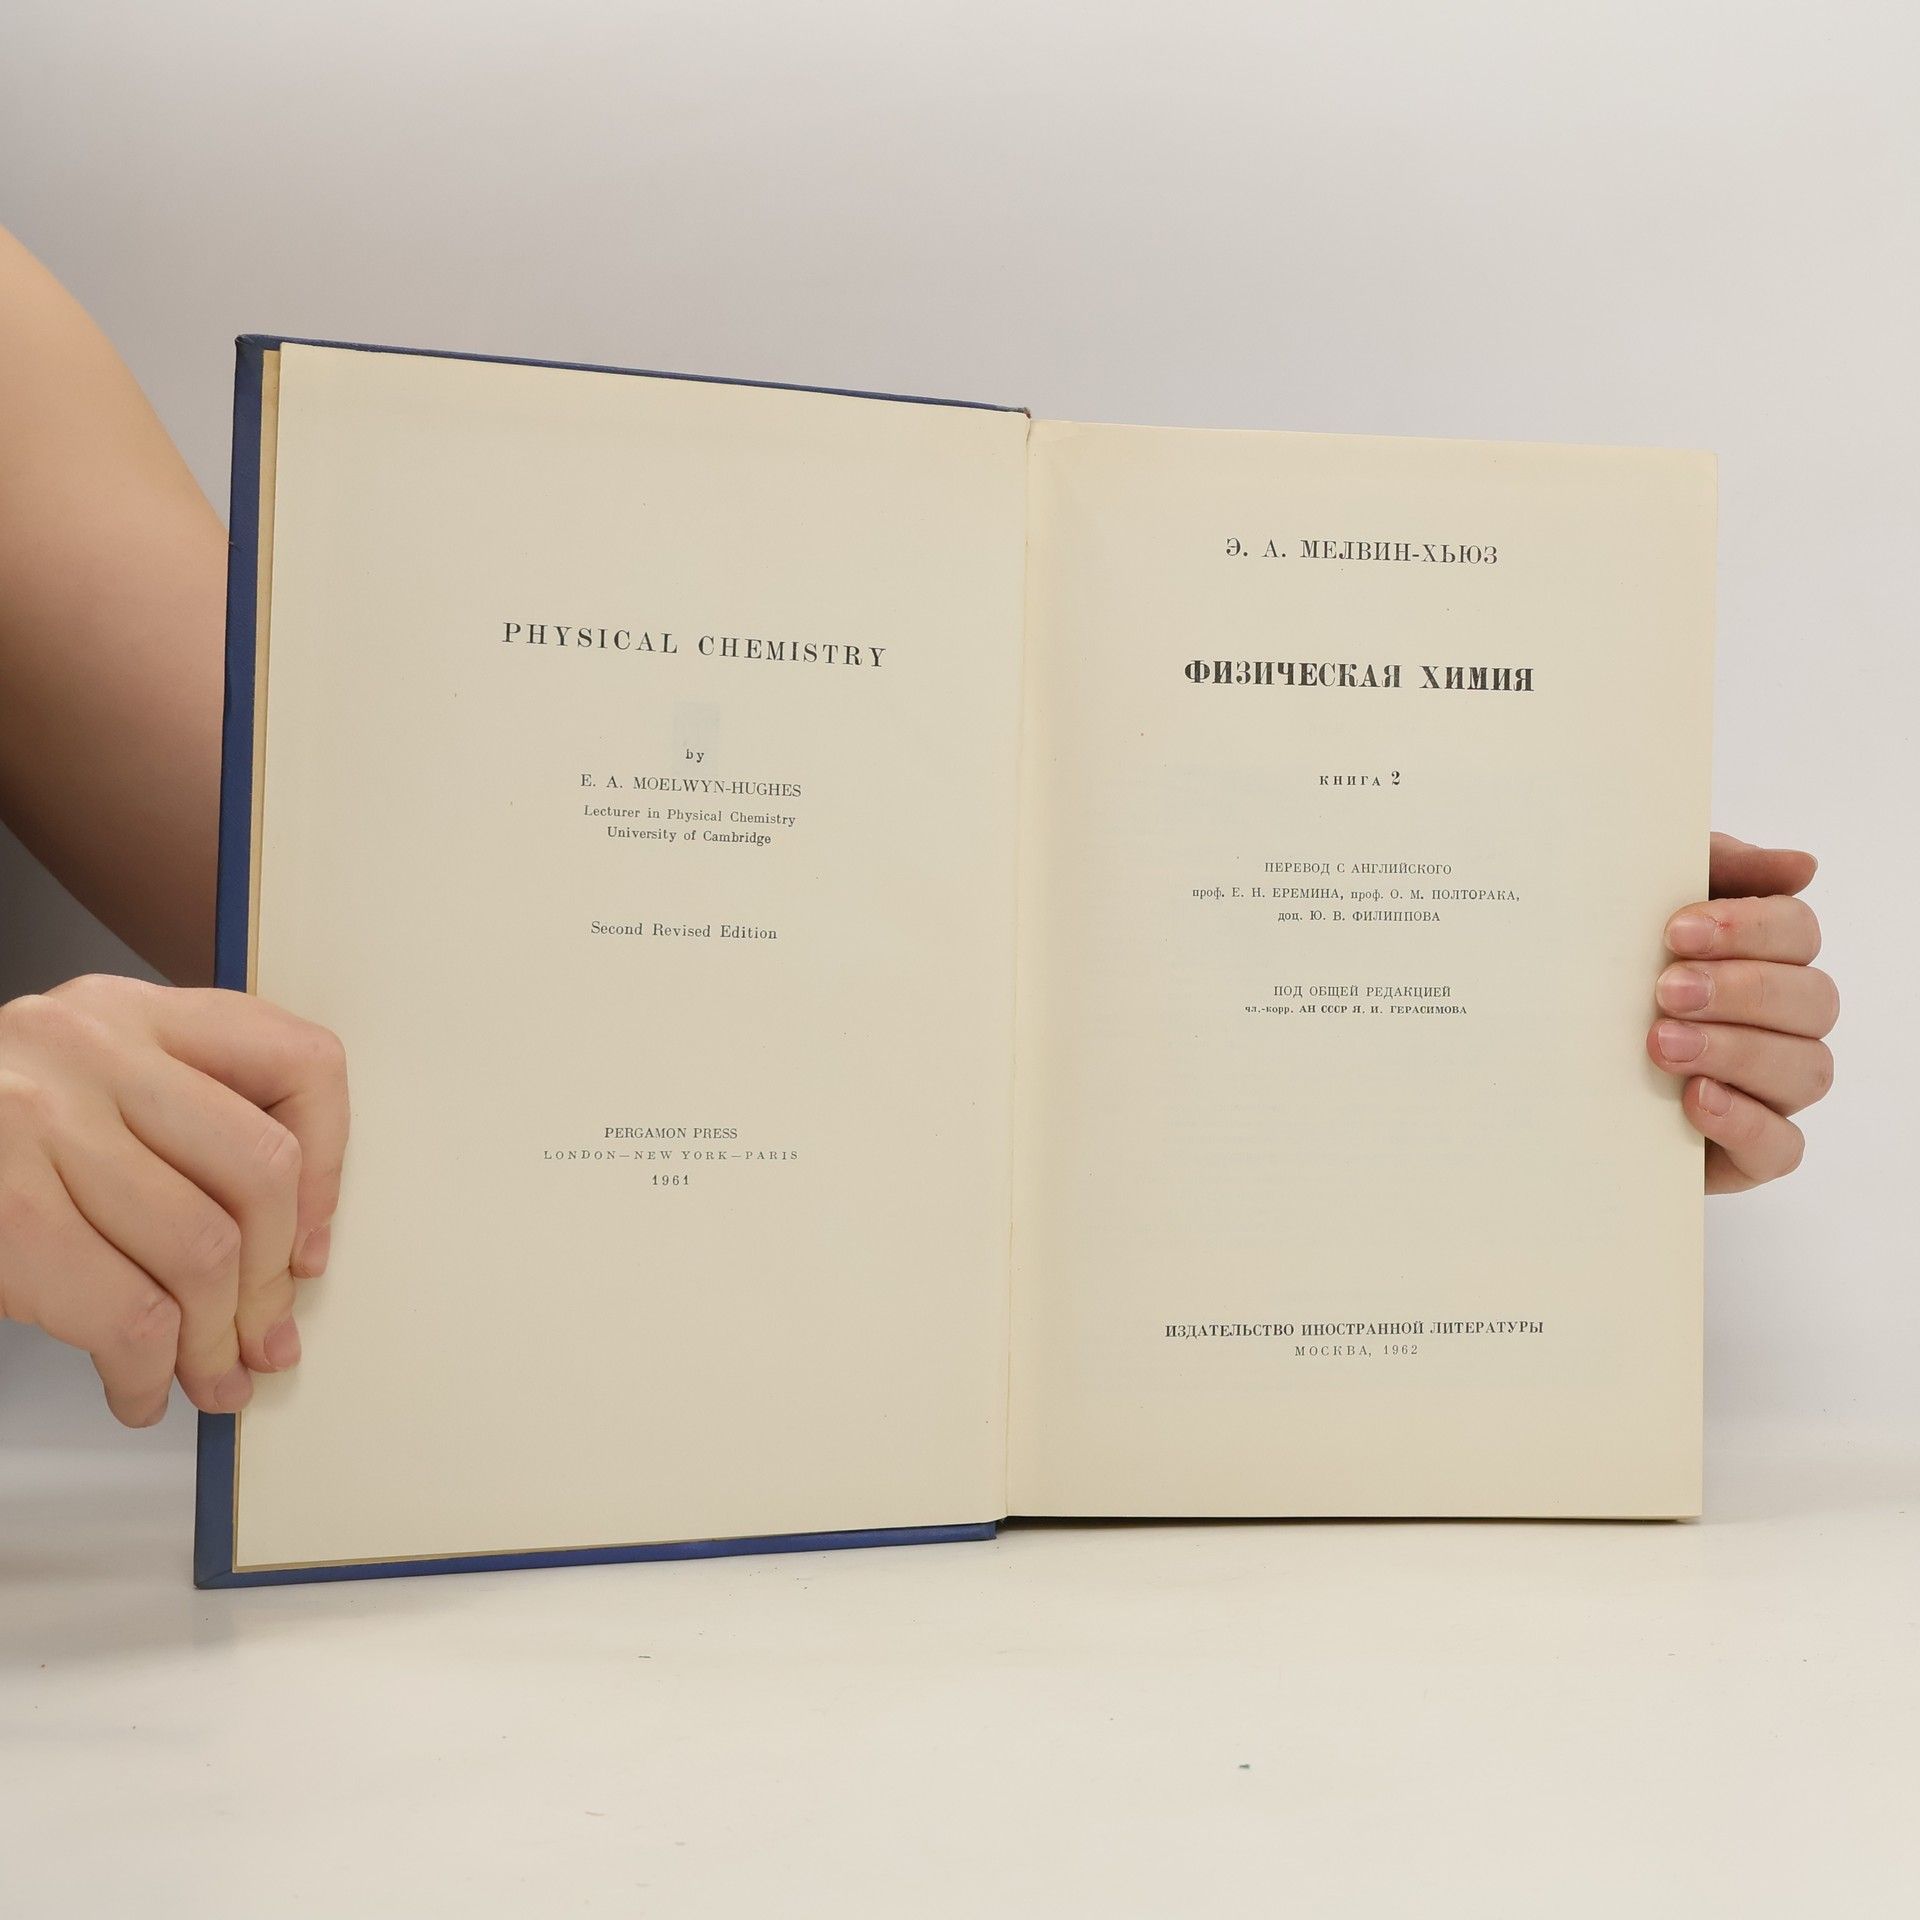 PHYSICAL CHEMISTRY
by
E. A. MOELWYN-HUGHES
Lecturer in Physical Chemistry
University of Cambridge
Second Revised Edition
PERGAMON PRESS
LONDON—NEW YORK—PARIS
1961
Э. А. МЕЛВИН-ХЬЮЗ
ФИЗИЧЕСКАЯ ХИМИЯ
КНИГА 2
ПЕРЕВОД С АНГЛИЙСКОГО
проф. Е. Н. ЕРЕМИНА, проф. О. М. ПОЛТОРАКА,
доц. Ю. В. ФИЛИППОВА
ПОД ОБЩЕЙ РЕДАКЦИЕЙ
чл.-корр. АН СССР Я. И. ГЕРАСИМОВА
ИЗДАТЕЛЬСТВО ИНОСТРАННОЙ ЛИТЕРАТУРЫ
МОСКВА, 1962